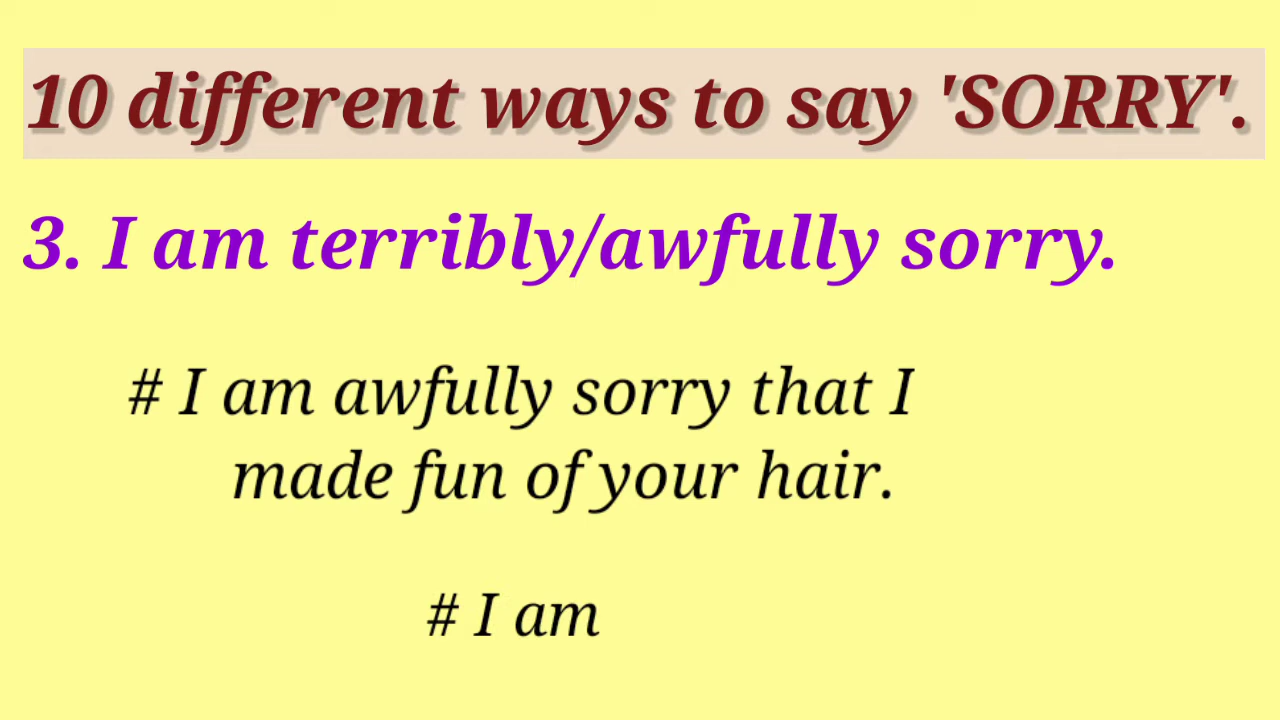 10 different ways to say 'SORRY'.
3. I am terribly/awfully sorry.
# I am awfully sorry that I
made fun of your hair.
# I am